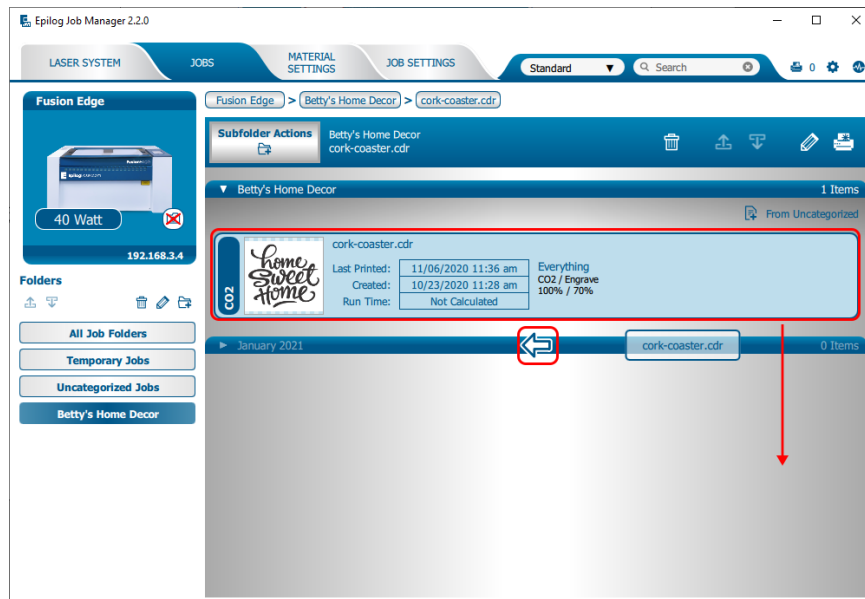 Epilog Job Manager 2.2.0
LASER SYSTEM
JOBS
MATERIAL
SETTINGS
JOB SETTINGS
Standard
Search
0
Fusion Edge
40 Watt
192.168.3.4
Folders
All Job Folders
Temporary Jobs
Uncategorized Jobs
Betty's Home Decor
Fusion Edge > Betty's Home Decor > cork-coaster.cdr
Subfolder Actions
Betty's Home Decor
cork-coaster.cdr
Betty's Home Decor 1 Items
From Uncategorized
CO2
home
Sweet
Home
cork-coaster.cdr
Last Printed: 11/06/2020 11:36 am
Created: 10/23/2020 11:28 am
Run Time: Not Calculated
Everything
CO2 / Engrave
100% / 70%
January 2021 cork-coaster.cdr 0 Items